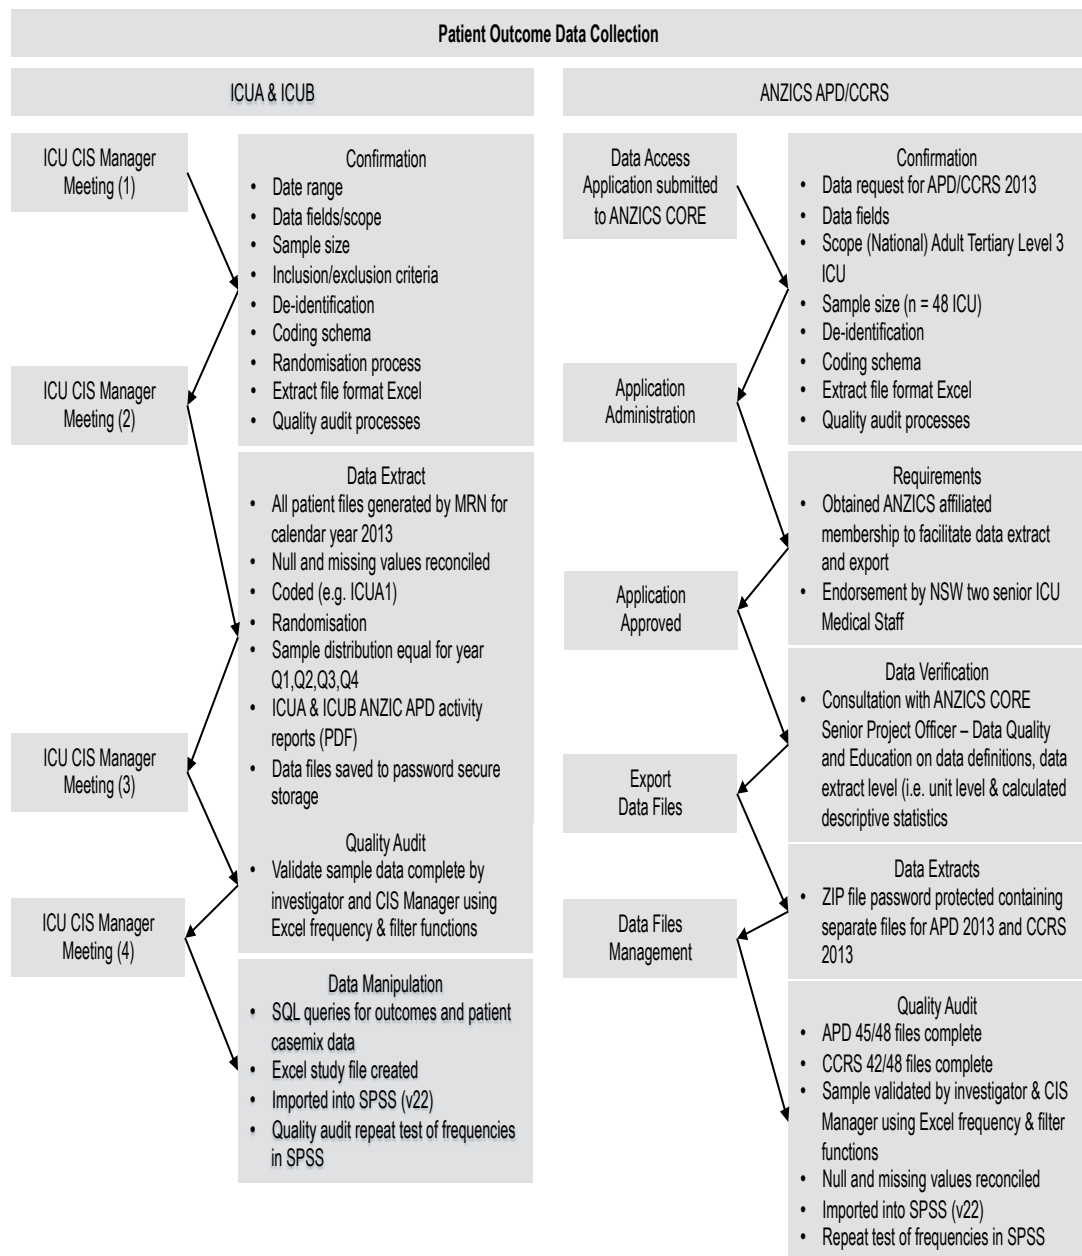 Patient Outcome Data Collection
ICUA & ICUB
ICU CIS Manager
Meeting (1)
Confirmation
• Date range
• Data fields/scope
• Sample size
• Inclusion/exclusion criteria
• De-identification
• Coding schema
• Randomisation process
• Extract file format Excel
• Quality audit processes
ICU CIS Manager
Meeting (2)
Data Extract
• All patient files generated by MRN for
calendar year 2013
• Null and missing values reconciled
• Coded (e.g. ICUA1)
• Randomisation
• Sample distribution equal for year
Q1,Q2,Q3,Q4
• ICUA & ICUB ANZIC APD activity
reports (PDF)
• Data files saved to password secure
storage
ICU CIS Manager
Meeting (3)
Quality Audit
• Validate sample data complete by
investigator and CIS Manager using
Excel frequency & filter functions
ICU CIS Manager
Meeting (4)
Data Manipulation
• SQL queries for outcomes and patient
casemix data
• Excel study file created
• Imported into SPSS (v22)
• Quality audit repeat test of frequencies
in SPSS
ANZICS APD/CCRS
Data Access
Application submitted
to ANZICS CORE
Confirmation
• Data request for APD/CCRS 2013
• Data fields
• Scope (National) Adult Tertiary Level 3
ICU
• Sample size (n = 48 ICU)
• De-identification
• Coding schema
• Extract file format Excel
• Quality audit processes
Application
Administration
Requirements
• Obtained ANZICS affiliated
membership to facilitate data extract
and export
• Endorsement by NSW two senior ICU
Medical Staff
Application
Approved
Data Verification
• Consultation with ANZICS CORE
Senior Project Officer – Data Quality
and Education on data definitions, data
extract level (i.e. unit level & calculated
descriptive statistics
Export
Data Files
Data Extracts
• ZIP file password protected containing
separate files for APD 2013 and CCRS
2013
Data Files
Management
Quality Audit
• APD 45/48 files complete
• CCRS 42/48 files complete
• Sample validated by investigator & CIS
Manager using Excel frequency & filter
functions
• Null and missing values reconciled
• Imported into SPSS (v22)
• Repeat test of frequencies in SPSS